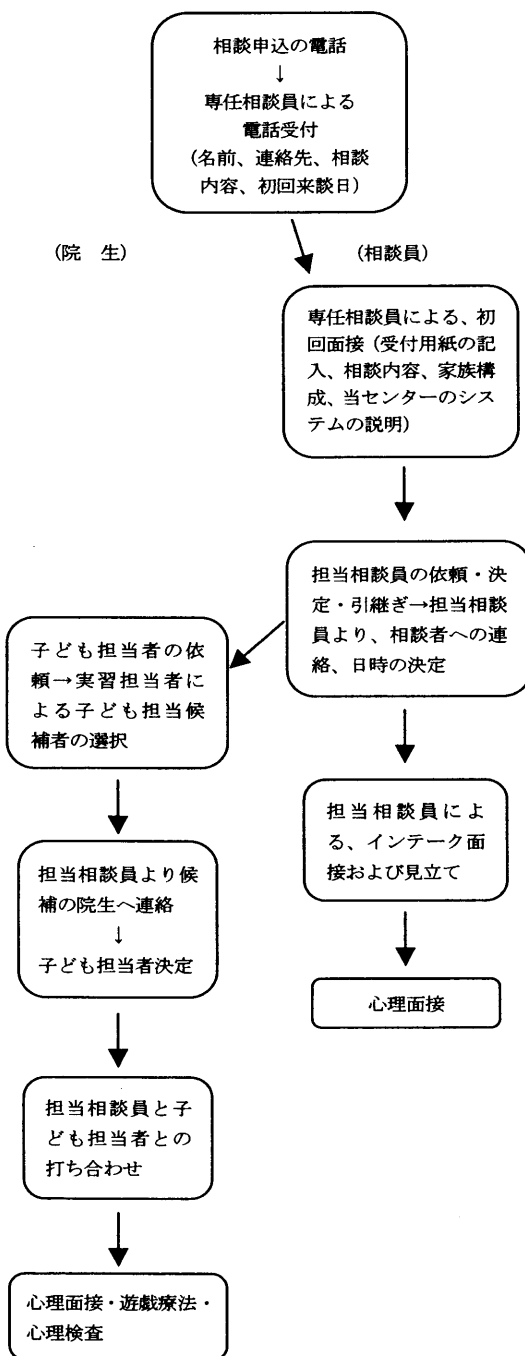 相談申込の電話
↓
専任相談員による
電話受付
(名前、連絡先、相談
内容、初回来談日)
(院 生)
(相談員)
専任相談員による、初
回面接(受付用紙の記
入、相談内容、家族構
成、当センターのシス
テムの説明)
担当相談員の依頼・決
定・引継ぎ→担当相談
員より、相談者への連
絡、日時の決定
子ども担当者の依
頼→実習担当者に
よる子ども担当候
補者の選択
担当相談員によ
る、インテーク面
接および見立て
担当相談員より候
補の院生へ連絡
↓
子ども担当者決定
心理面接
担当相談員と子
ども担当者との
打ち合わせ
心理面接・遊戯療法・
心理検査